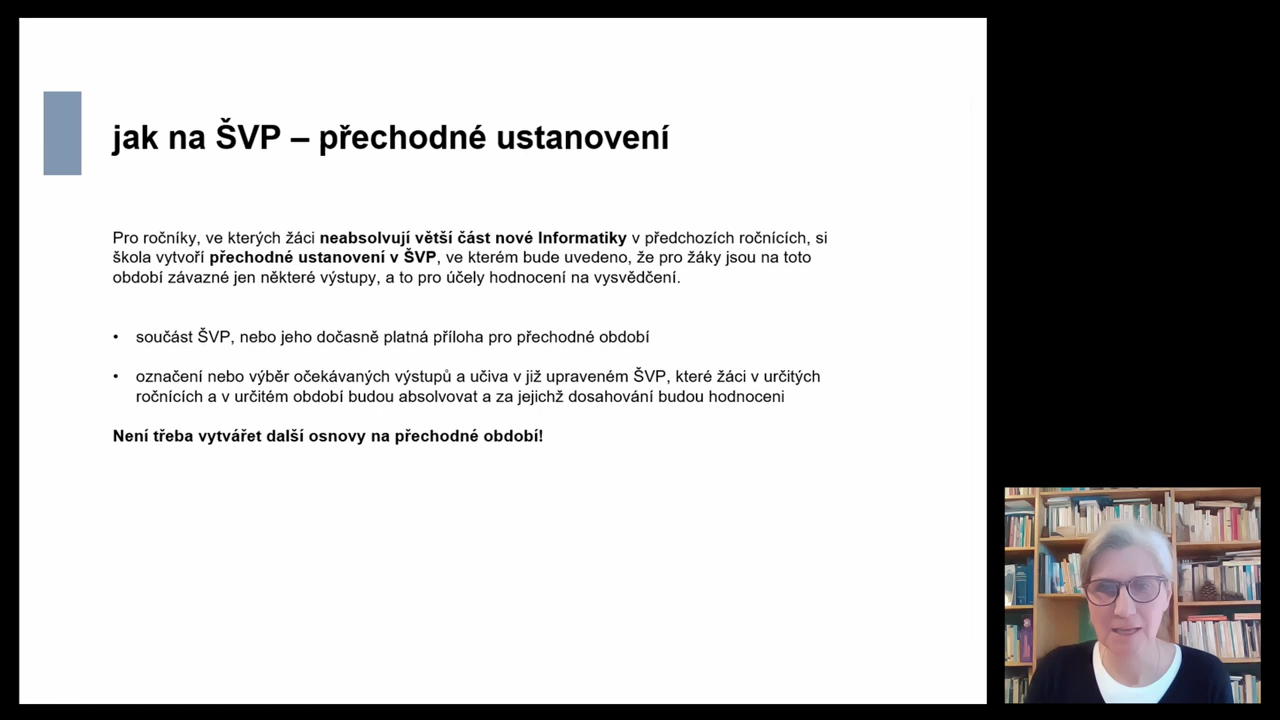 jak na ŠVP – přechodné ustanovení
Pro ročníky, ve kterých žáci neabsolvují větší část nové Informatiky v předchozích ročnících, si
škola vytvoří přechodné ustanovení v ŠVP, ve kterém bude uvedeno, že pro žáky jsou na toto
období závazné jen některé výstupy, a to pro účely hodnocení na vysvědčení.
• součást ŠVP, nebo jeho dočasně platná příloha pro přechodné období
• označení nebo výběr očekávaných výstupů a učiva v již upraveném ŠVP, které žáci v určitých
ročnících a v určitém období budou absolvovat a za jejichž dosahování budou hodnoceni
Není třeba vytvářet další osnovy na přechodné období!